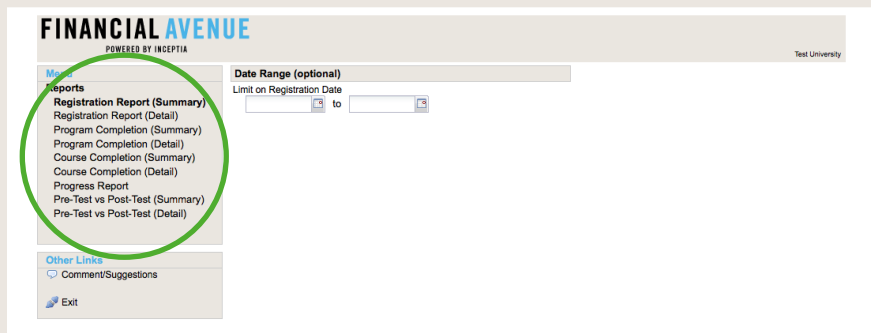 FINANCIAL AVENUE
POWERED BY INCEPTIA
Test University
Menu
Reports
Registration Report (Summary)
Registration Report (Detail)
Program Completion (Summary)
Program Completion (Detail)
Course Completion (Summary)
Course Completion (Detail)
Progress Report
Pre-Test vs Post-Test (Summary)
Pre-Test vs Post-Test (Detail)
Other Links
Comment/Suggestions
Exit
Date Range (optional)
Limit on Registration Date
to